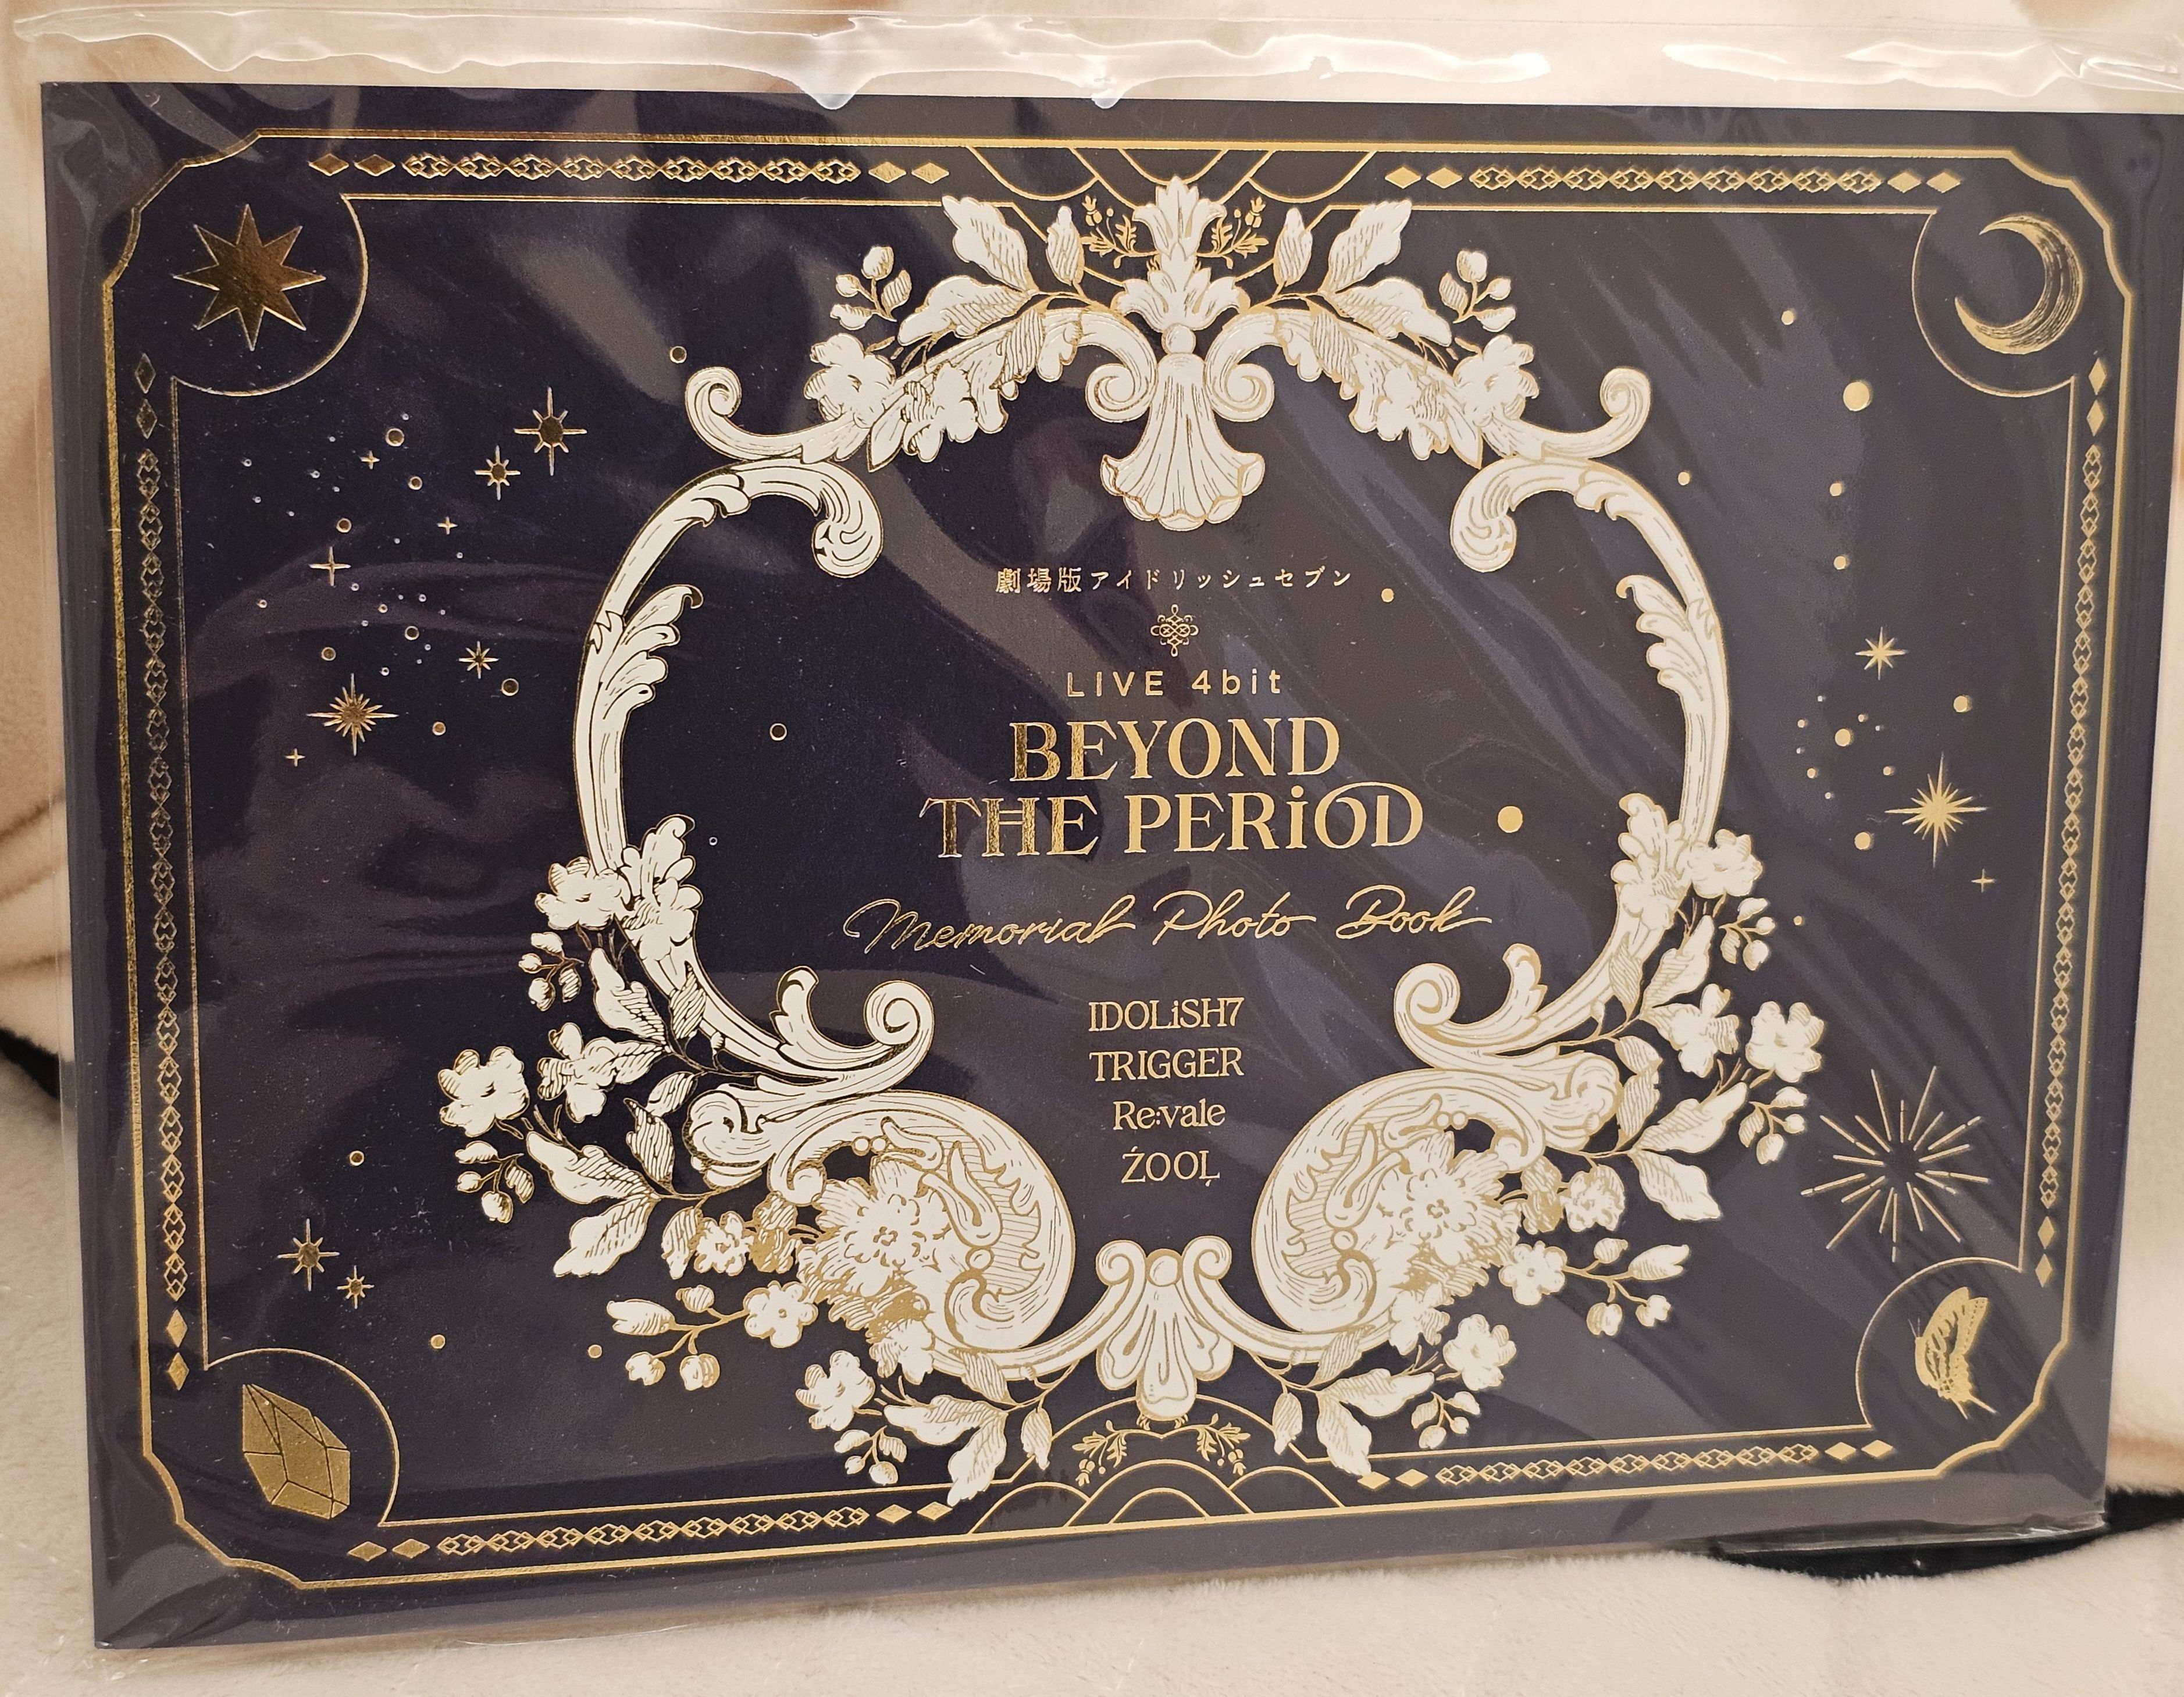 劇場版アイドリッシュセブン
LIVE 4bit
BEYOND
THE PERiOD
Memorial Photo Book
IDOLiSH7
TRIGGER
Re:vale
ŹOOĻ